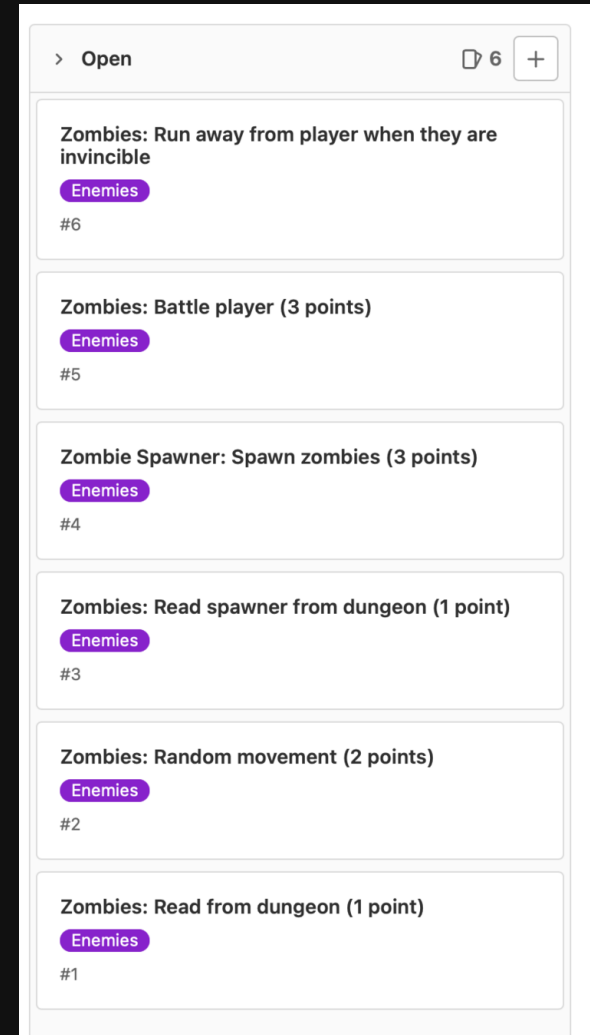 Open
6
Zombies: Run away from player when they are
invincible
Enemies
#6
Zombies: Battle player (3 points)
Enemies
#5
Zombie Spawner: Spawn zombies (3 points)
Enemies
#4
Zombies: Read spawner from dungeon (1 point)
Enemies
#3
Zombies: Random movement (2 points)
Enemies
#2
Zombies: Read from dungeon (1 point)
Enemies
#1